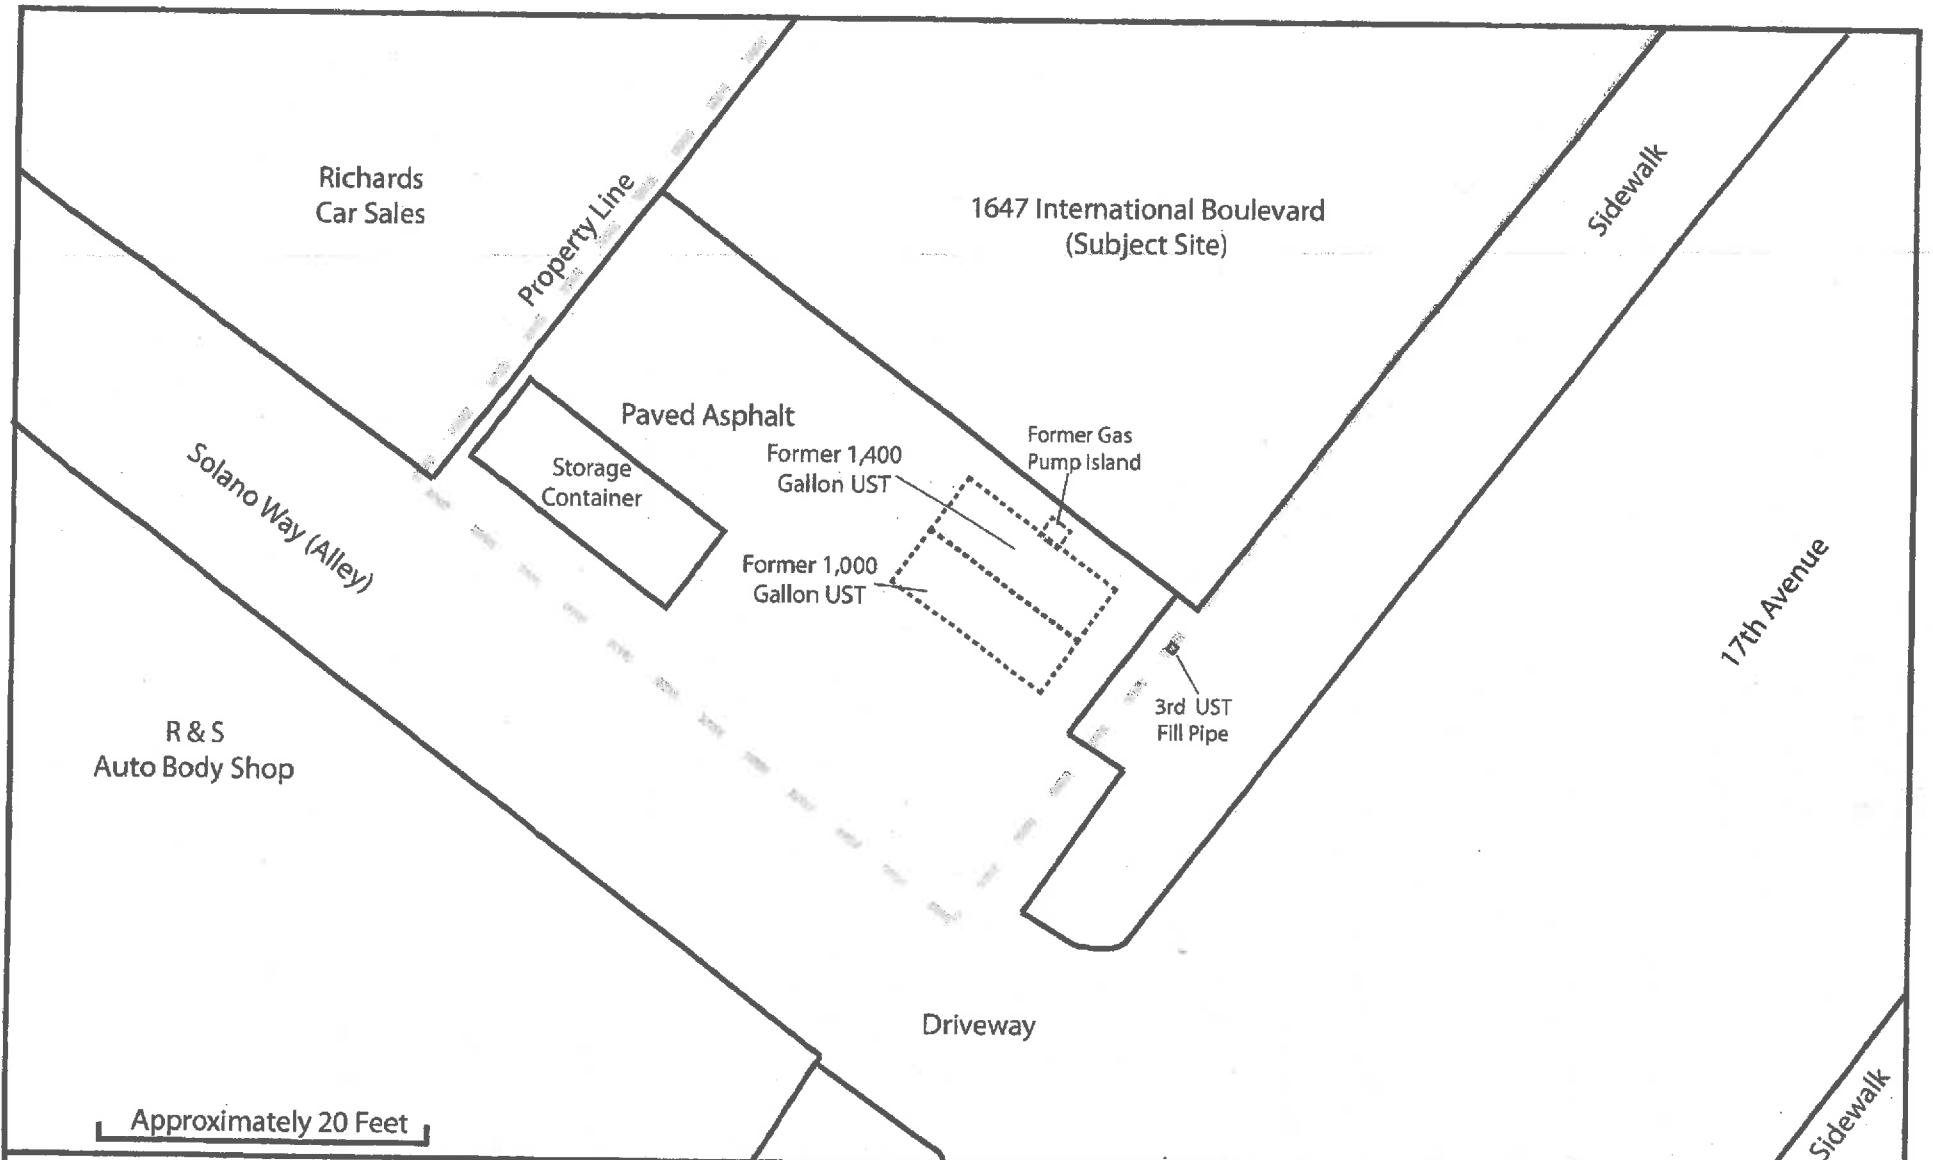 Richards
Car Sales
Property Line
1647 International Boulevard
(Subject Site)
Sidewalk
Paved Asphalt
Former Gas
Pump Island
Former 1,400
Gallon UST
Storage
Container
Solano Way (Alley)
Former 1,000
Gallon UST
17th Avenue
3rd UST
Fill Pipe
R & S
Auto Body Shop
Driveway
Approximately 20 Feet
Sidewalk